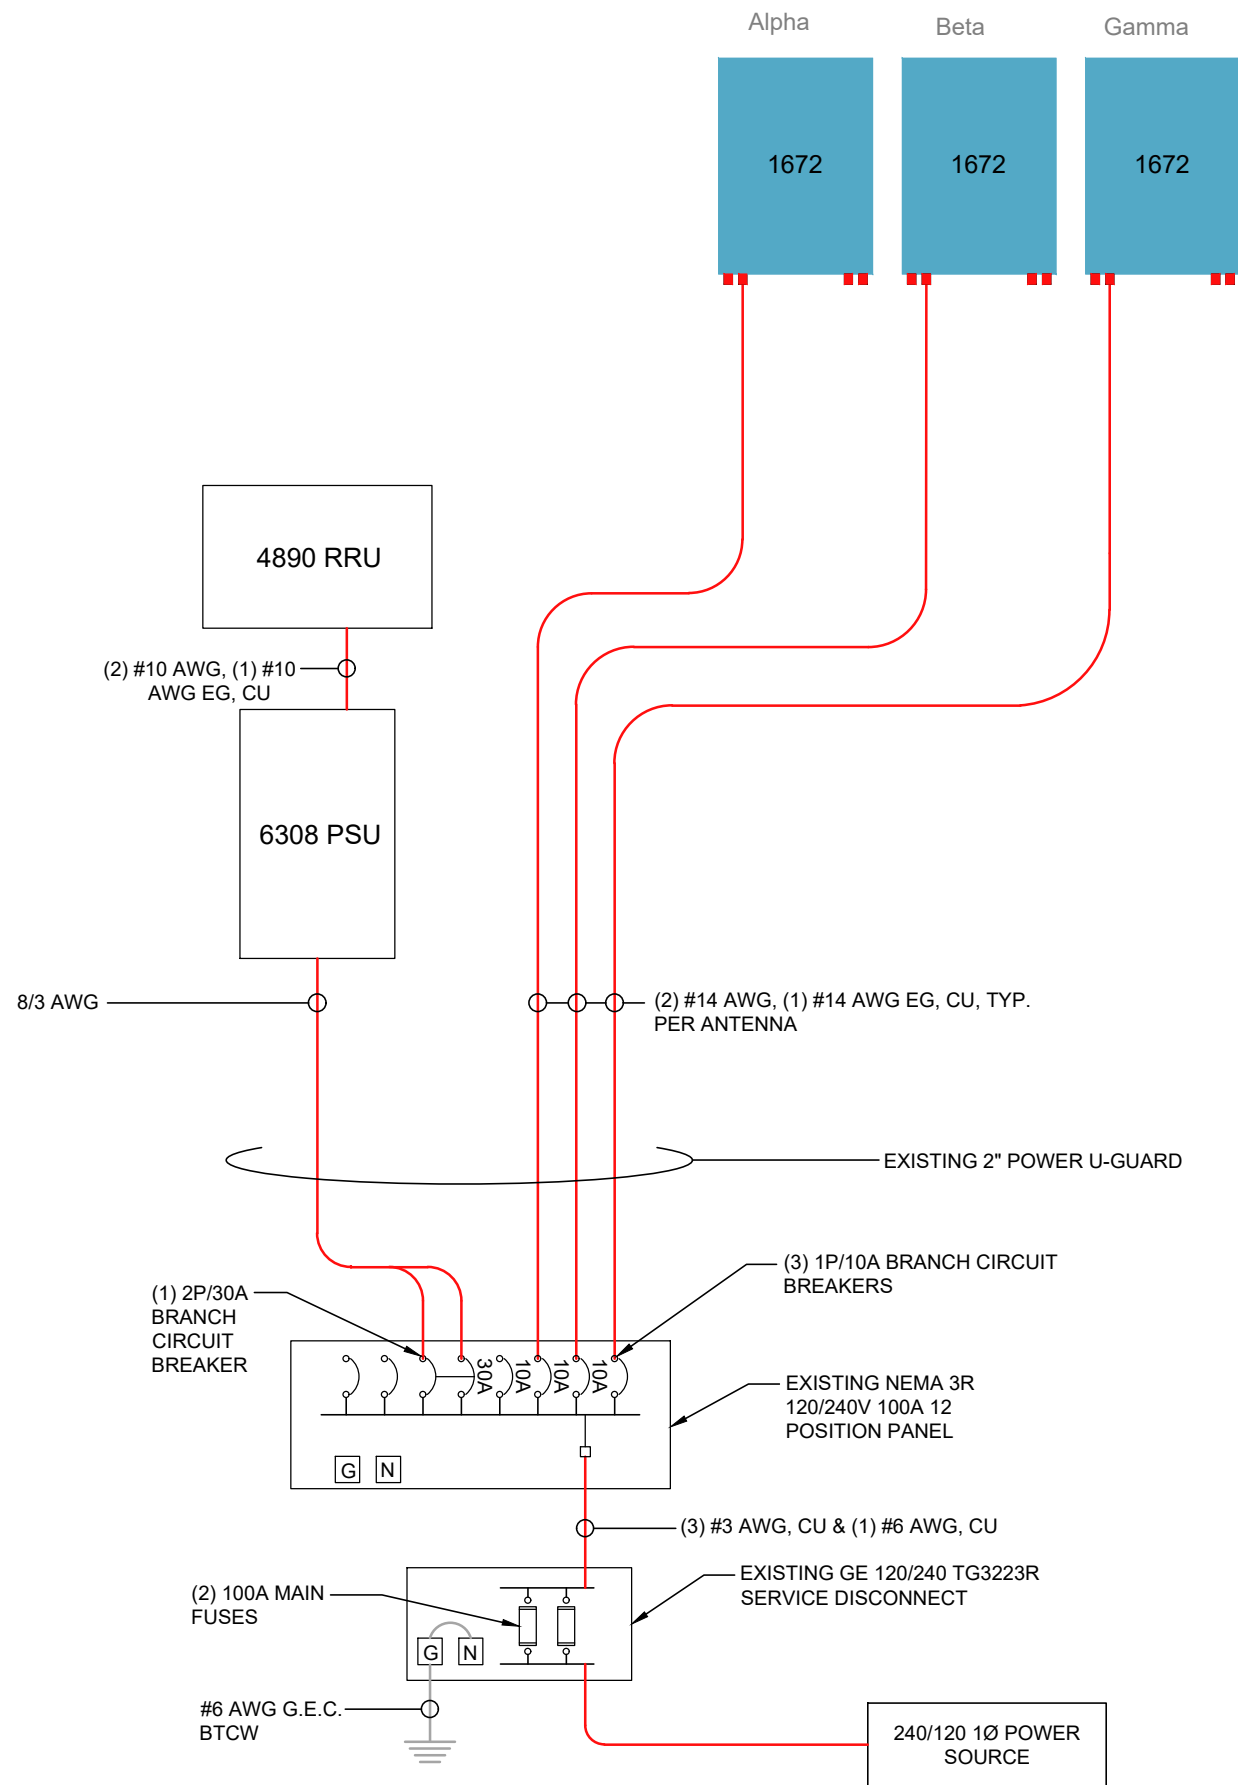 Alpha
Beta
Gamma
1672
1672
1672
4890 RRU
(2) #10 AWG, (1) #10
AWG EG, CU
6308 PSU
8/3 AWG
(2) #14 AWG, (1) #14 AWG EG, CU, TYP.
PER ANTENNA
EXISTING 2" POWER U-GUARD
(3) 1P/10A BRANCH CIRCUIT
BREAKERS
(1) 2P/30A
BRANCH
CIRCUIT
BREAKER
30A
10A
10A
10A
EXISTING NEMA 3R
120/240V 100A 12
POSITION PANEL
G
N
(3) #3 AWG, CU & (1) #6 AWG, CU
EXISTING GE 120/240 TG3223R
SERVICE DISCONNECT
(2) 100A MAIN
FUSES
G
N
#6 AWG G.E.C.
BTCW
240/120 1Ø POWER
SOURCE